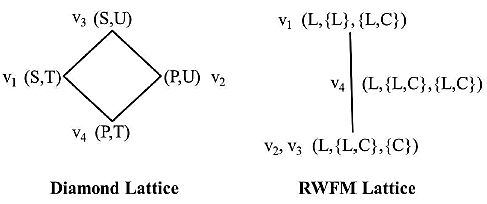 v₃ (S,U)
v₁ (S,T)
(P,U) v₂
v₄ (P,T)
Diamond Lattice
v₁ (L,{L},{L,C})
v₄ (L,{L,C},{L,C})
v₂, v₃ (L,{L,C},{C})
RWFM Lattice